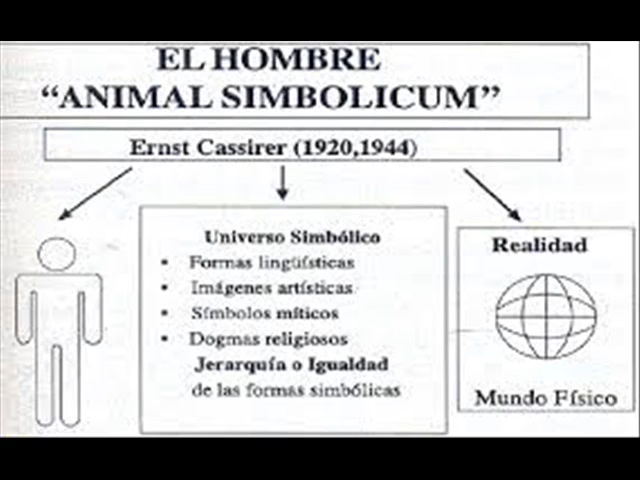 EL HOMBRE
“ANIMAL SIMBOLICUM”
Ernst Cassirer (1920,1944)
Universo Simbólico
• Formas lingüísticas
• Imágenes artísticas
• Símbolos míticos
• Dogmas religiosos
Jerarquía o Igualdad
de las formas simbólicas
Realidad
Mundo Físico